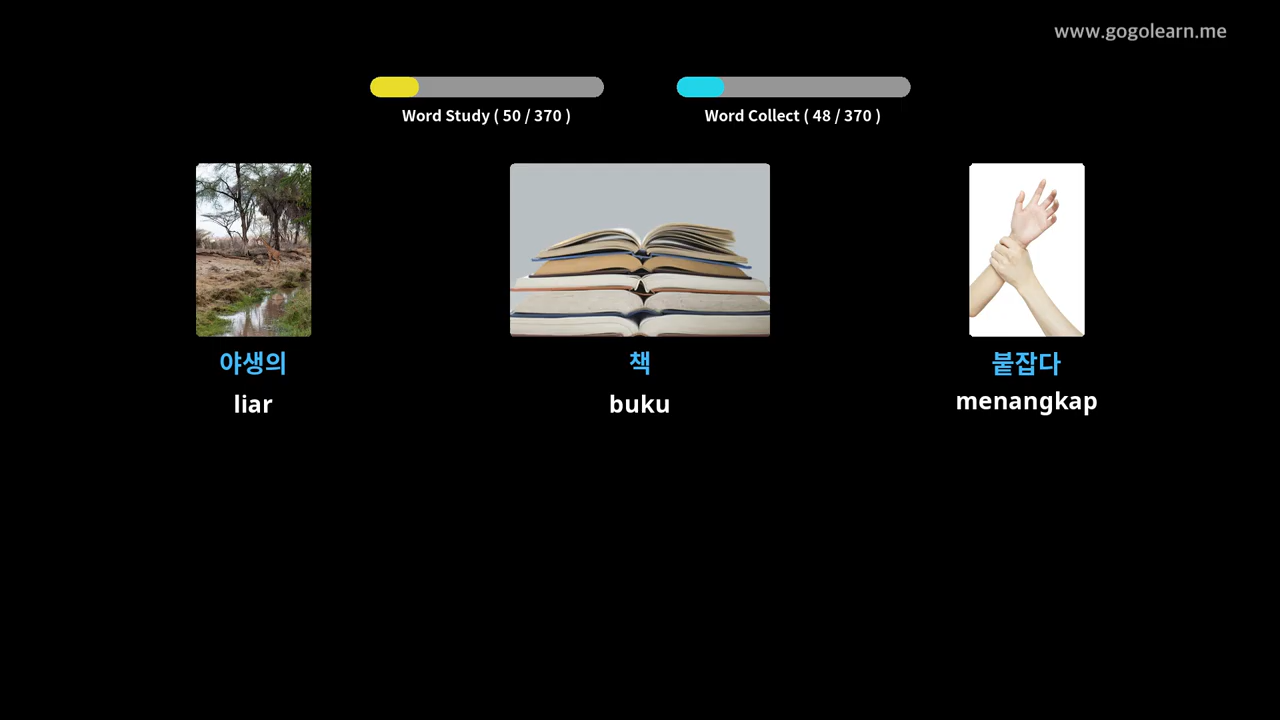 www.gogolearn.me
Word Study ( 50 / 370 )
Word Collect ( 48 / 370 )
야생의
liar
책
buku
붙잡다
menangkap